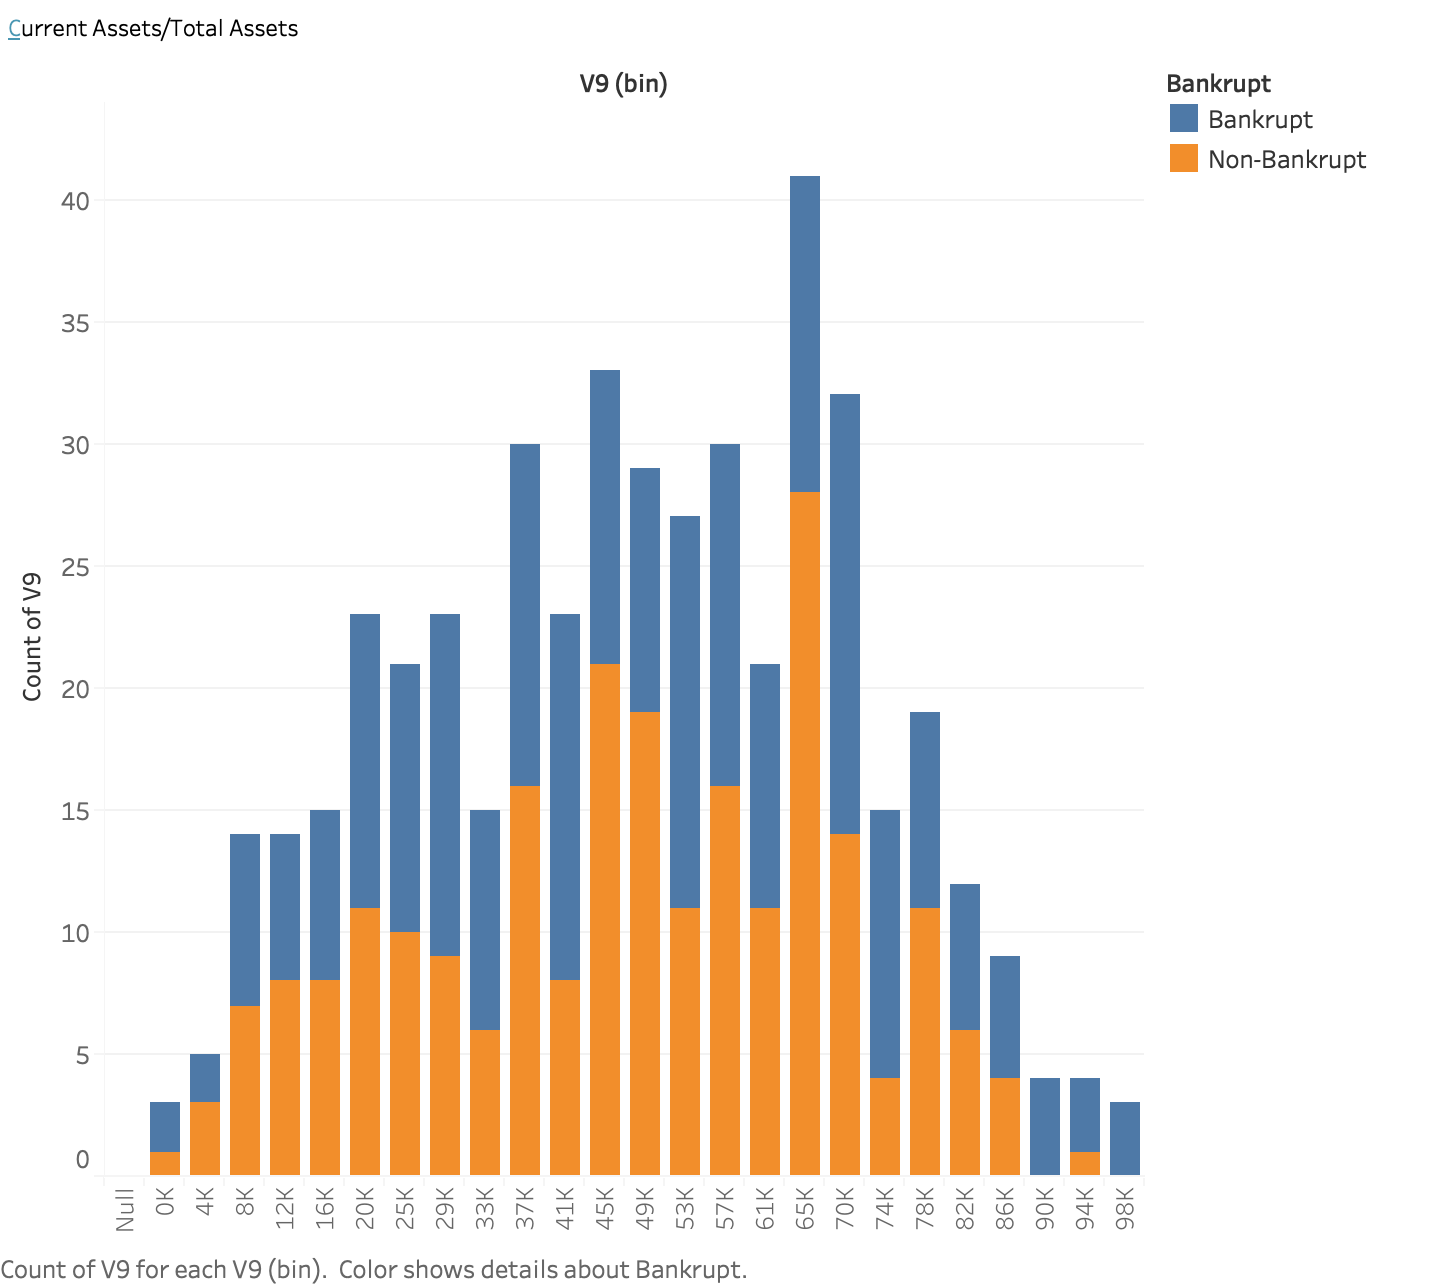 Current Assets/Total Assets
V9 (bin)
Bankrupt
Bankrupt
Non-Bankrupt
Count of V9
40
35
30
25
20
15
10
5
0
Null
0K
4K
8K
12K
16K
20K
25K
29K
33K
37K
41K
45K
49K
53K
57K
61K
65K
70K
74K
78K
82K
86K
90K
94K
98K
Count of V9 for each V9 (bin).  Color shows details about Bankrupt.